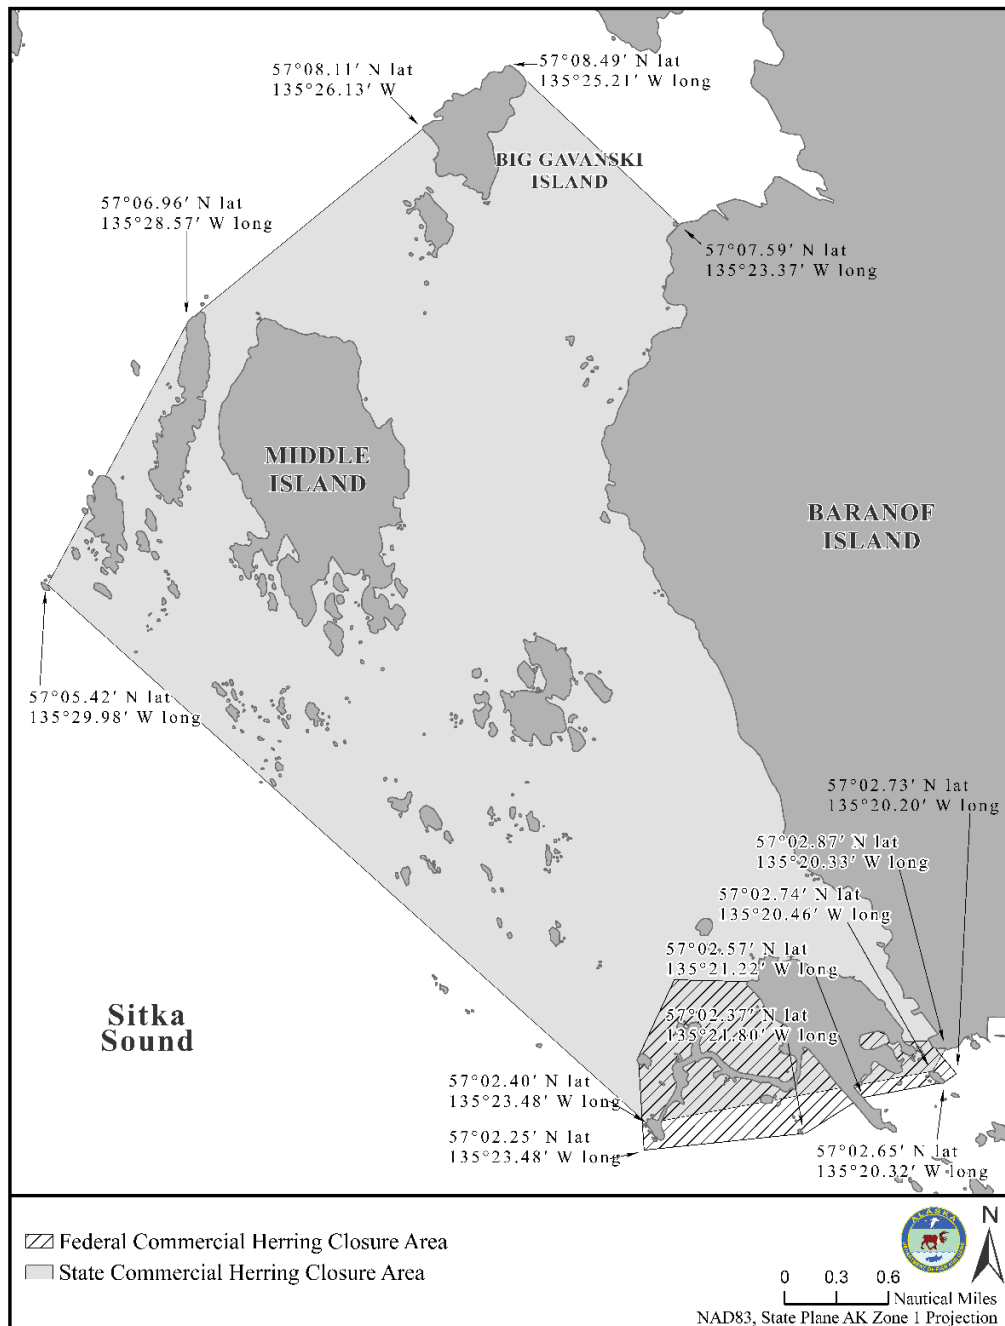 57°08.49′ N lat
135°25.21′ W long
57°08.11′ N lat
135°26.13′ W
BIG GAVANSKI
ISLAND
57°06.96′ N lat
135°28.57′ W long
57°07.59′ N lat
135°23.37′ W long
MIDDLE
ISLAND
BARANOF
ISLAND
57°05.42′ N lat
135°29.98′ W long
57°02.73′ N lat
135°20.20′ W long
57°02.87′ N lat
135°20.33′ W long
57°02.74′ N lat
135°20.46′ W long
57°02.57′ N lat
135°21.22′ W long
57°02.37′ N lat
135°21.80′ W long
Sitka
Sound
57°02.40′ N lat
135°23.48′ W long
57°02.25′ N lat
135°23.48′ W long
57°02.65′ N lat
135°20.32′ W long
Federal Commercial Herring Closure Area
State Commercial Herring Closure Area
ALASKA
N
0 0.3 0.6
Nautical Miles
NAD83, State Plane AK Zone 1 Projection